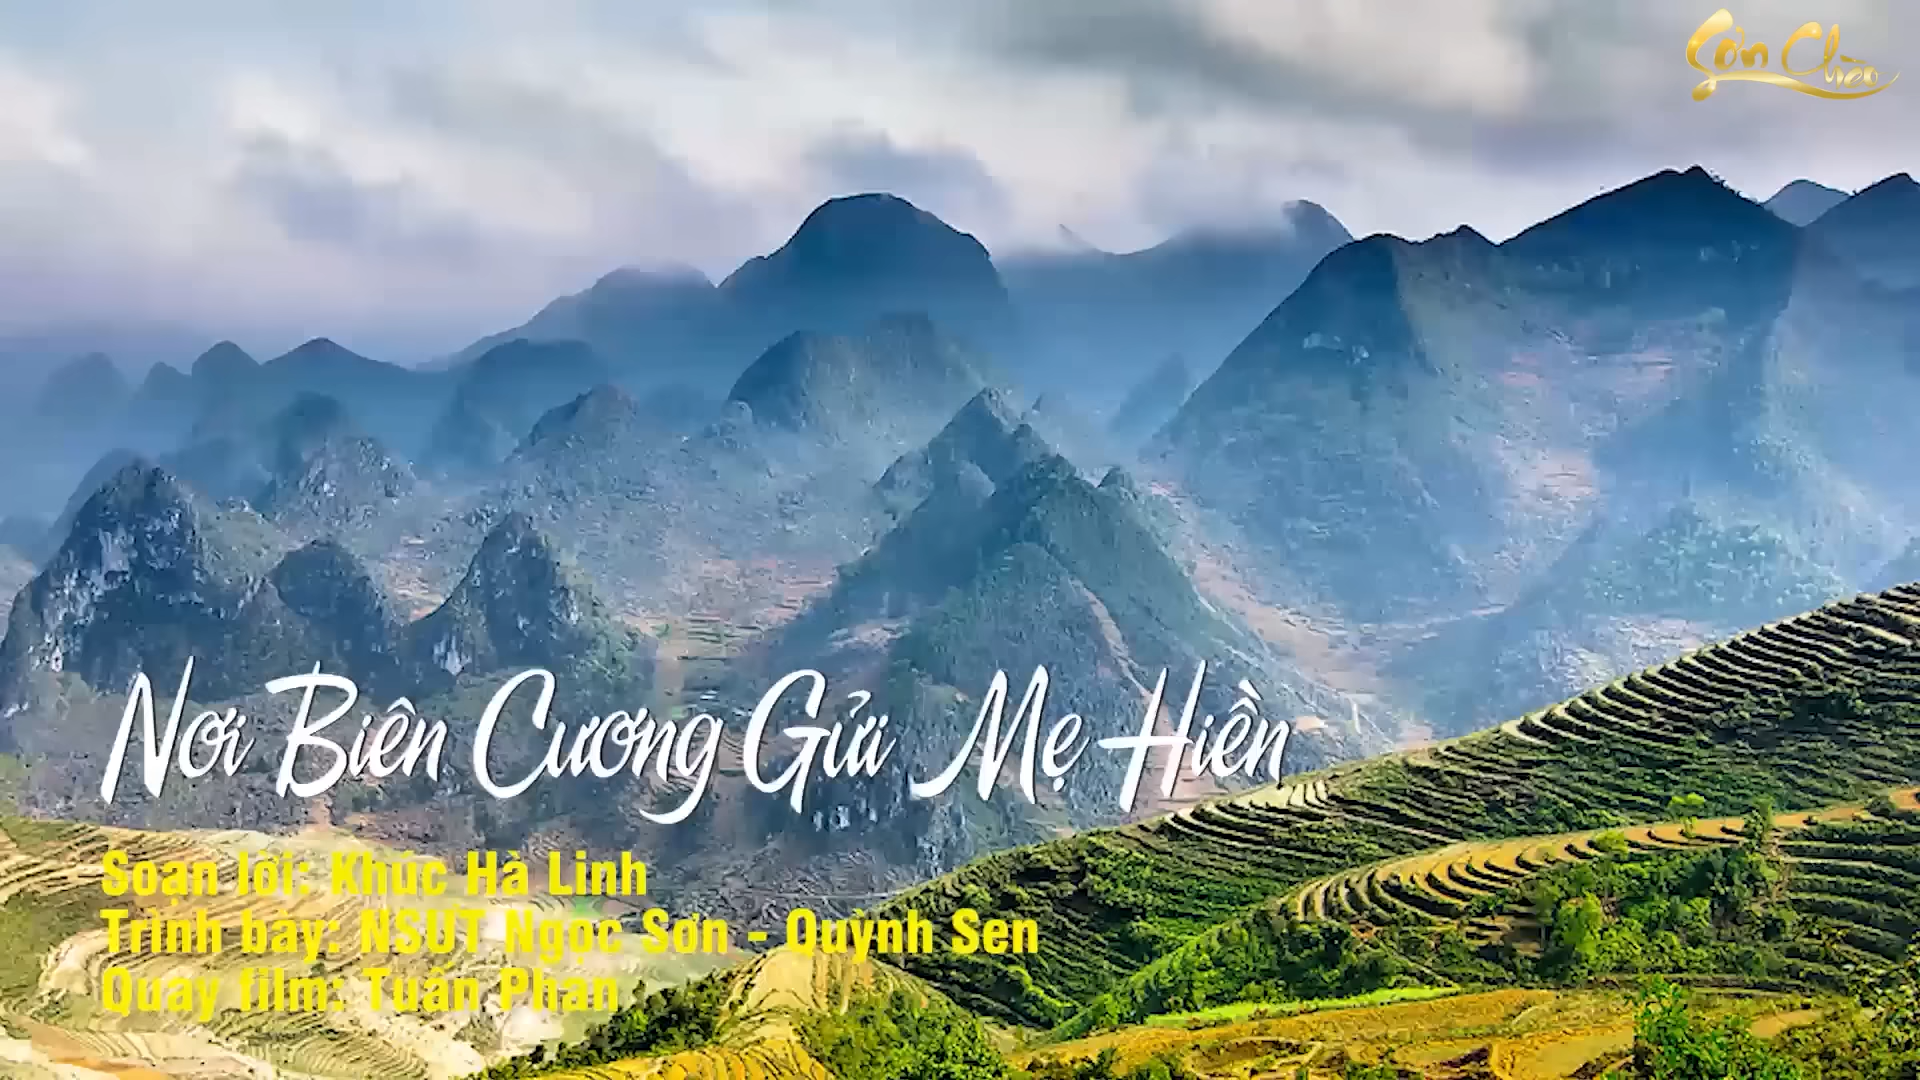 Sơn Chèo
Nơi Biên Cương Gửi Mẹ Hiền
Soạn lời: Khúc Hà Linh
Trình bày: NSƯT Ngọc Sơn - Quỳnh Sen
Quay film: Tuấn Phan